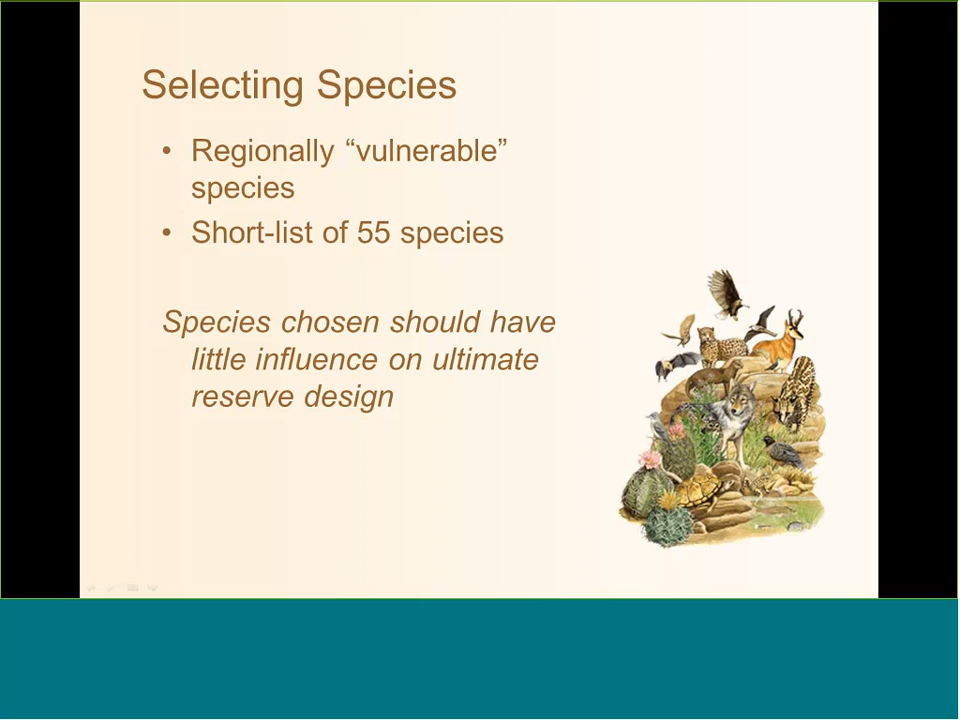 Selecting Species
• Regionally “vulnerable”
species
• Short-list of 55 species
Species chosen should have
little influence on ultimate
reserve design